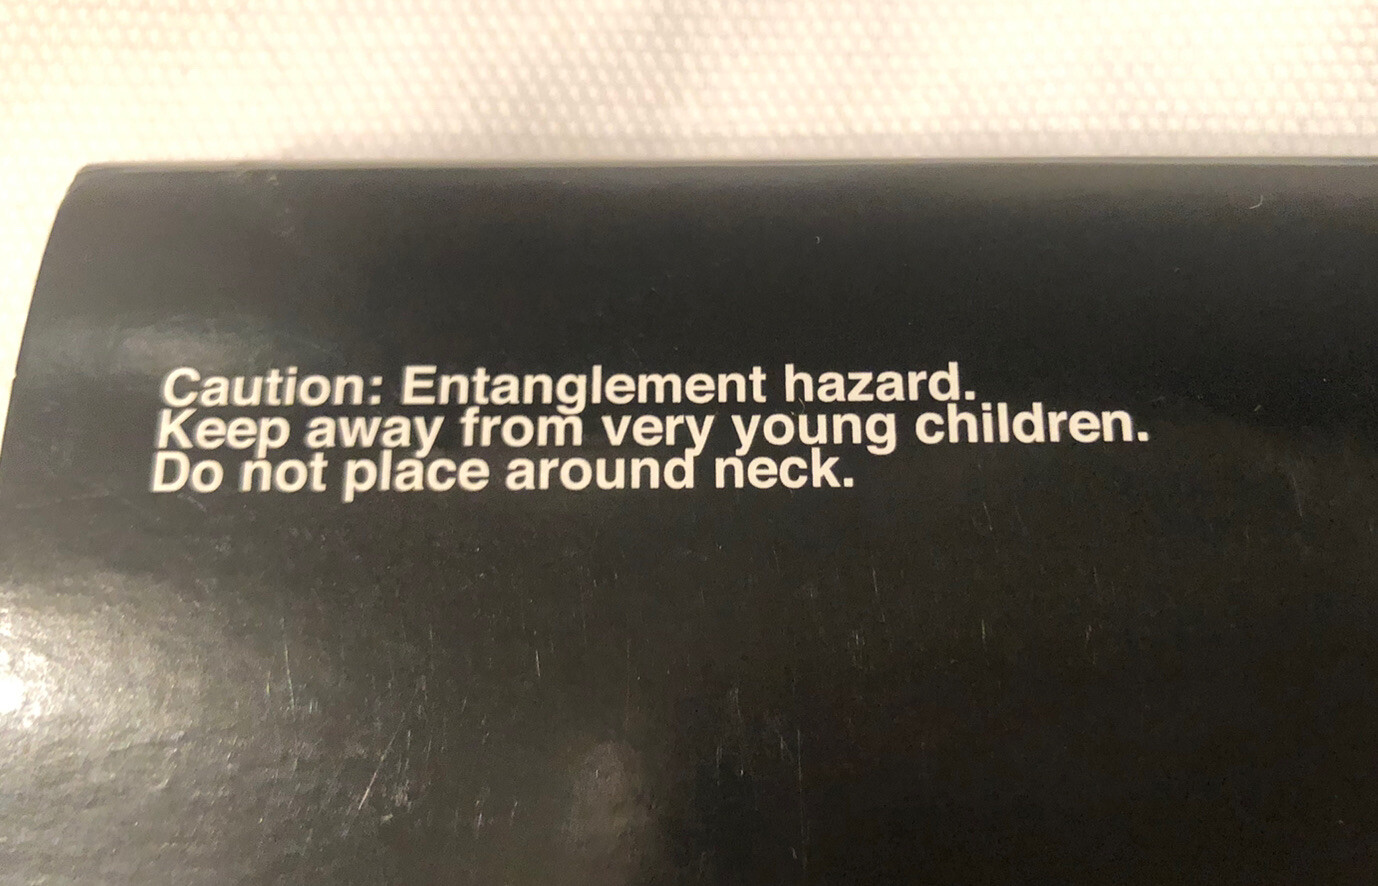 Caution: Entanglement hazard.
Keep away from very young children.
Do not place around neck.